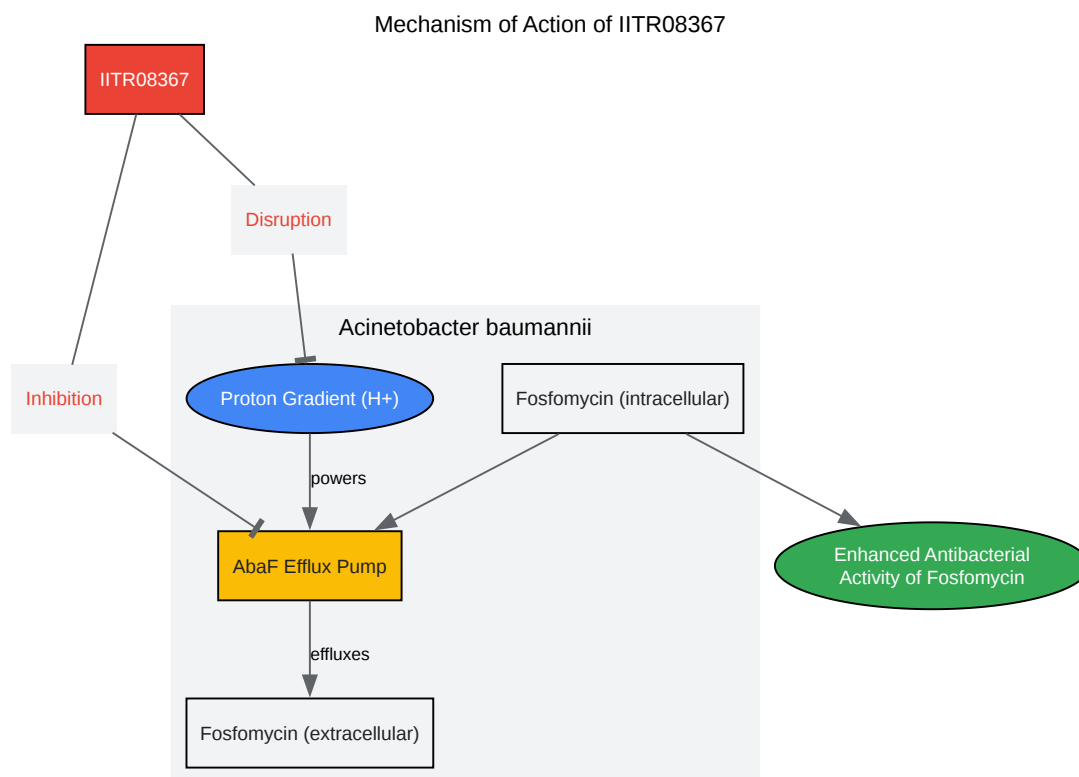 Mechanism of Action of IITR08367
IITR08367
Disruption
Acinetobacter baumannii
Inhibition
Proton Gradient (H+)
Fosfomycin (intracellular)
powers
AbaF Efflux Pump
Enhanced Antibacterial
Activity of Fosfomycin
effluxes
Fosfomycin (extracellular)